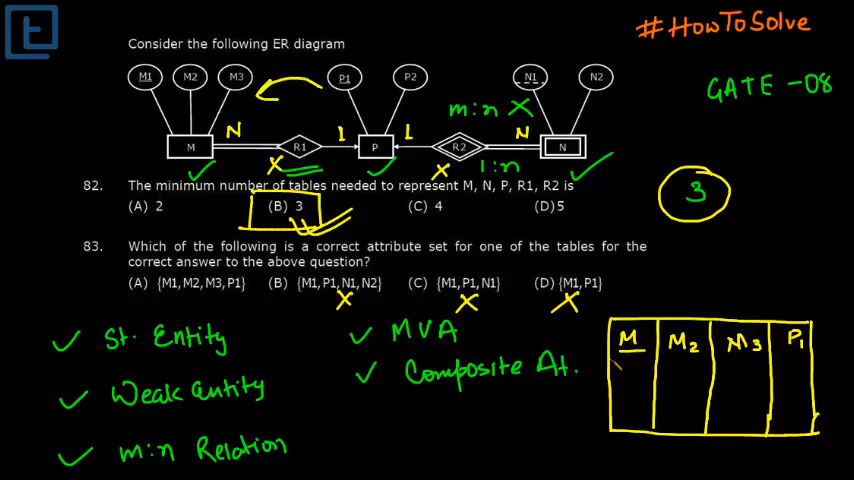 #HowToSolve
Consider the following ER diagram
GATE -08
M1 M2 M3 P1 P2 N1 N2
m:n X
N 1 1 N
M R1 P R2 N
X X 1:n
82. The minimum number of tables needed to represent M, N, P, R1, R2 is
(A) 2 (B) 3 (C) 4 (D)5
3
83. Which of the following is a correct attribute set for one of the tables for the
correct answer to the above question?
(A) {M1,M2,M3,P1} (B) {M1,P1,N1,N2} (C) {M1,P1,N1} (D) {M1,P1}
X X X
St. Entity
MVA
M M2 M3 P1
Composite At.
Weak entity
m:n Relation